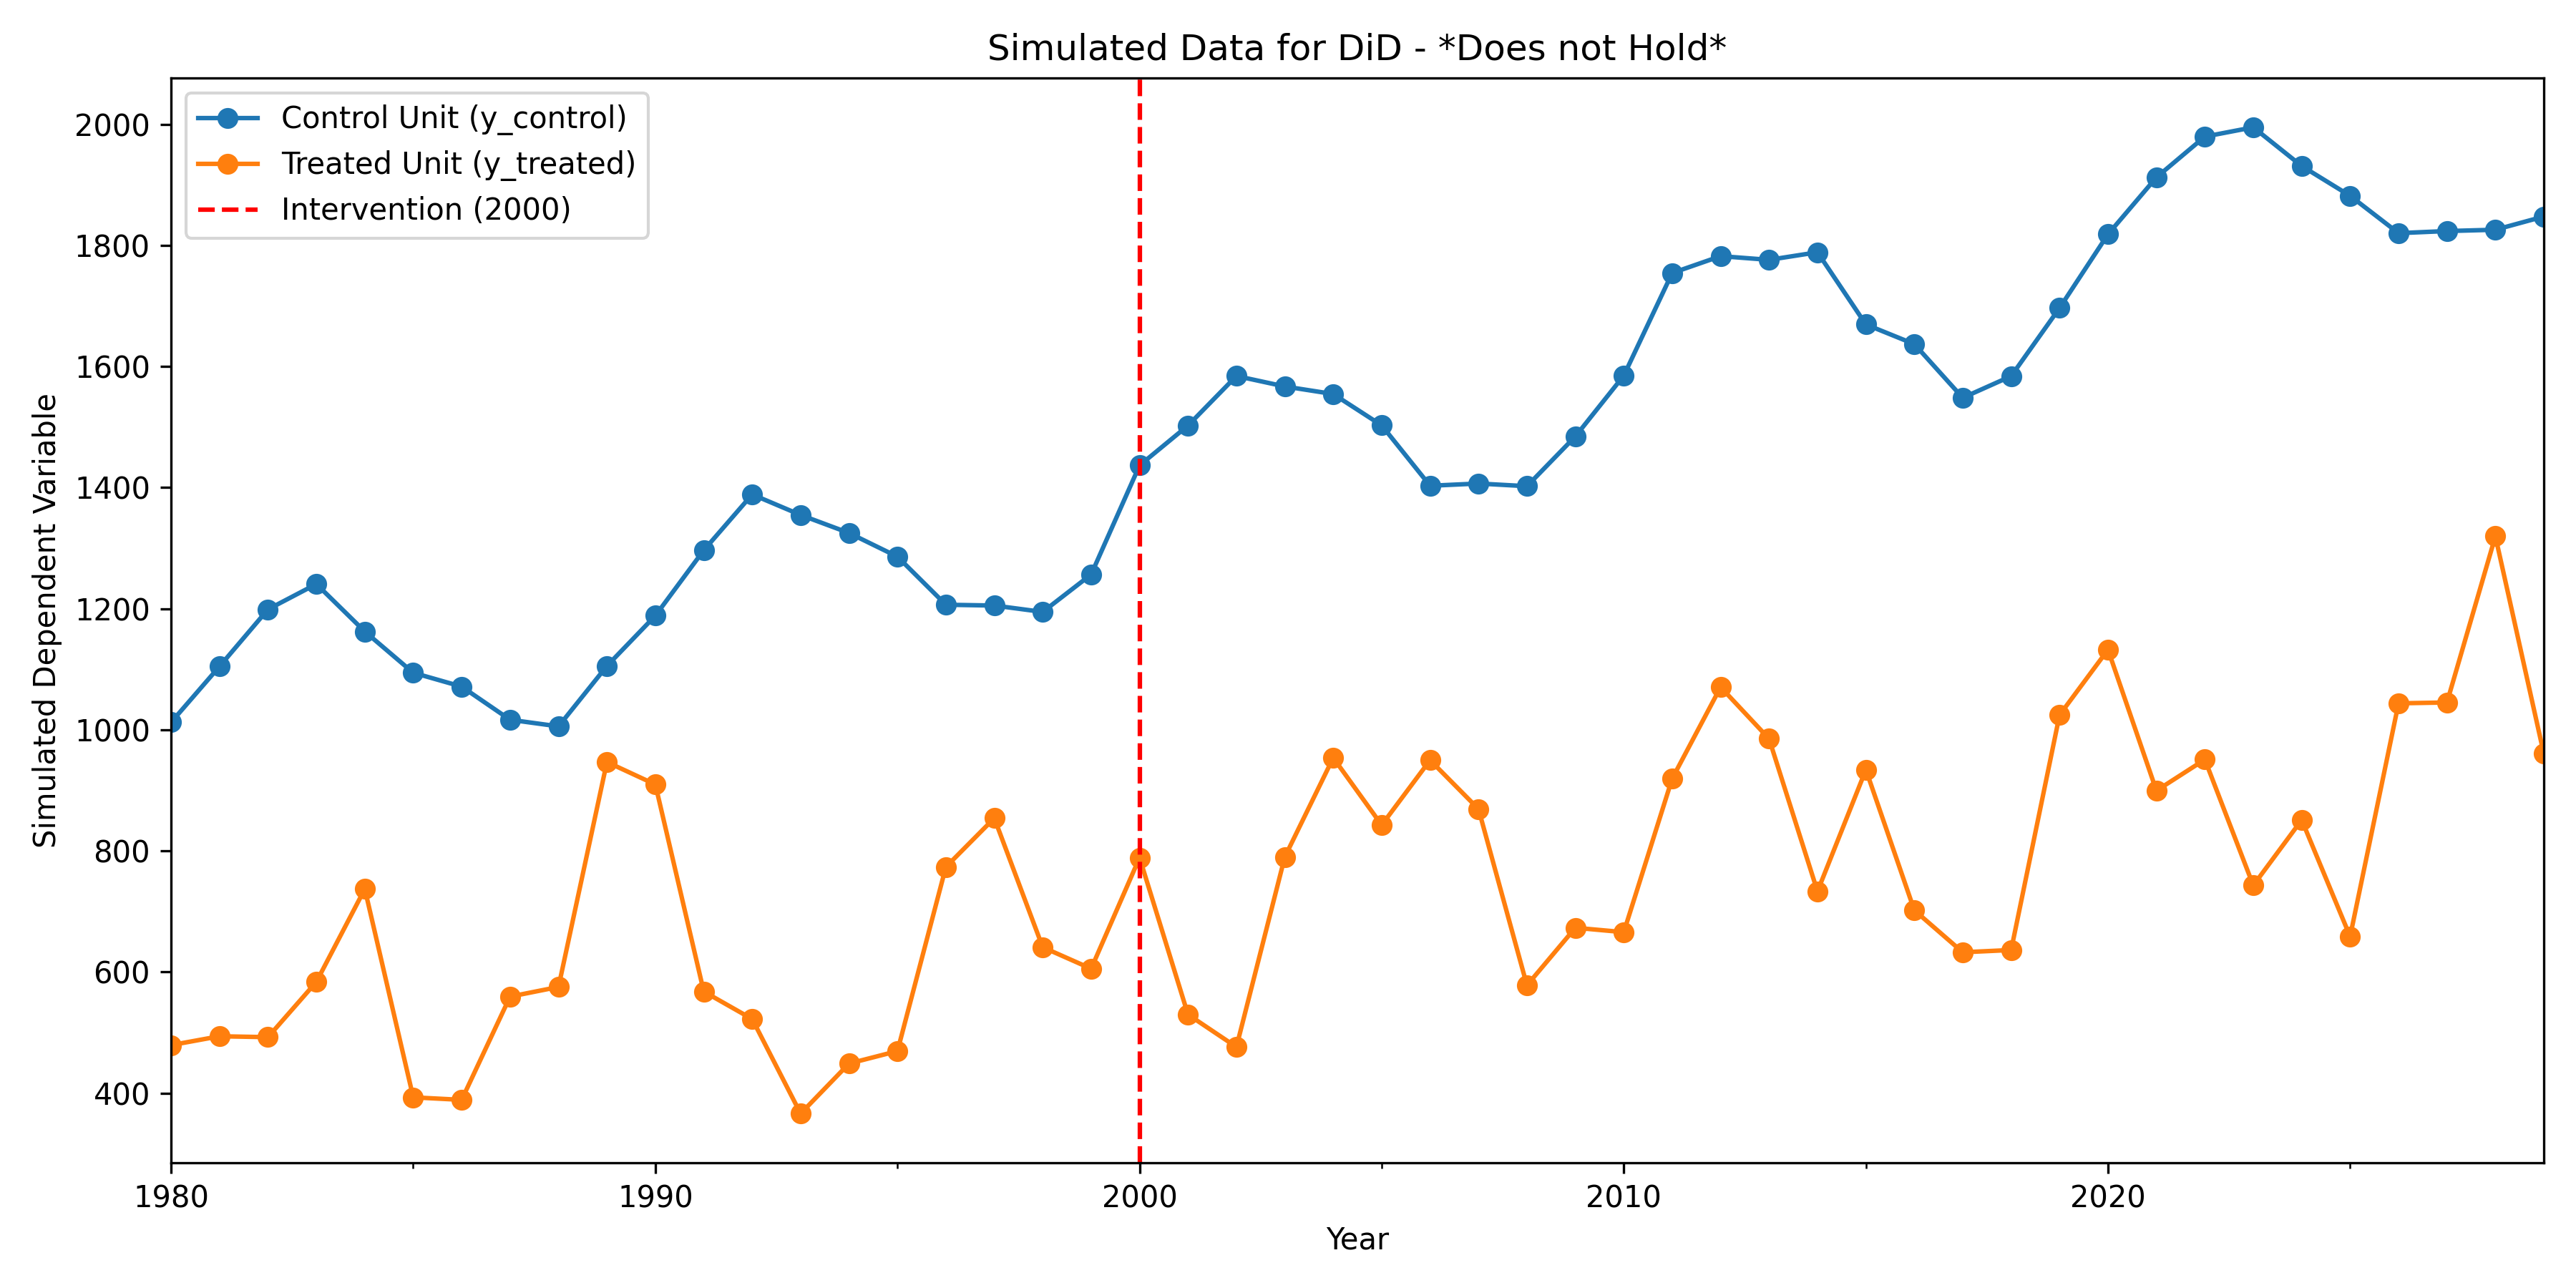 Simulated Data for DiD - *Does not Hold*
Control Unit (y_control)
Treated Unit (y_treated)
Intervention (2000)
Simulated Dependent Variable
2000
1800
1600
1400
1200
1000
800
600
400
1980
1990
2000
2010
2020
Year